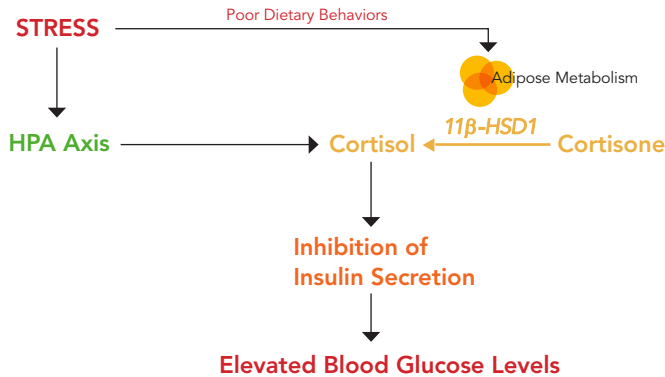 Poor Dietary Behaviors
STRESS
Adipose Metabolism
11β-HSD1
HPA Axis
Cortisol
Cortisone
Inhibition of
Insulin Secretion
Elevated Blood Glucose Levels